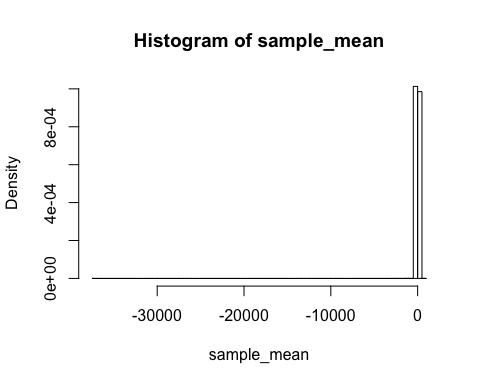 Histogram of sample_mean
Density
8e-04
4e-04
0e+00
-30000 -20000 -10000 0
sample_mean